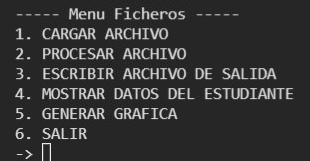 ----- Menu Ficheros -----
1. CARGAR ARCHIVO
2. PROCESAR ARCHIVO
3. ESCRIBIR ARCHIVO DE SALIDA
4. MOSTRAR DATOS DEL ESTUDIANTE
5. GENERAR GRAFICA
6. SALIR
->